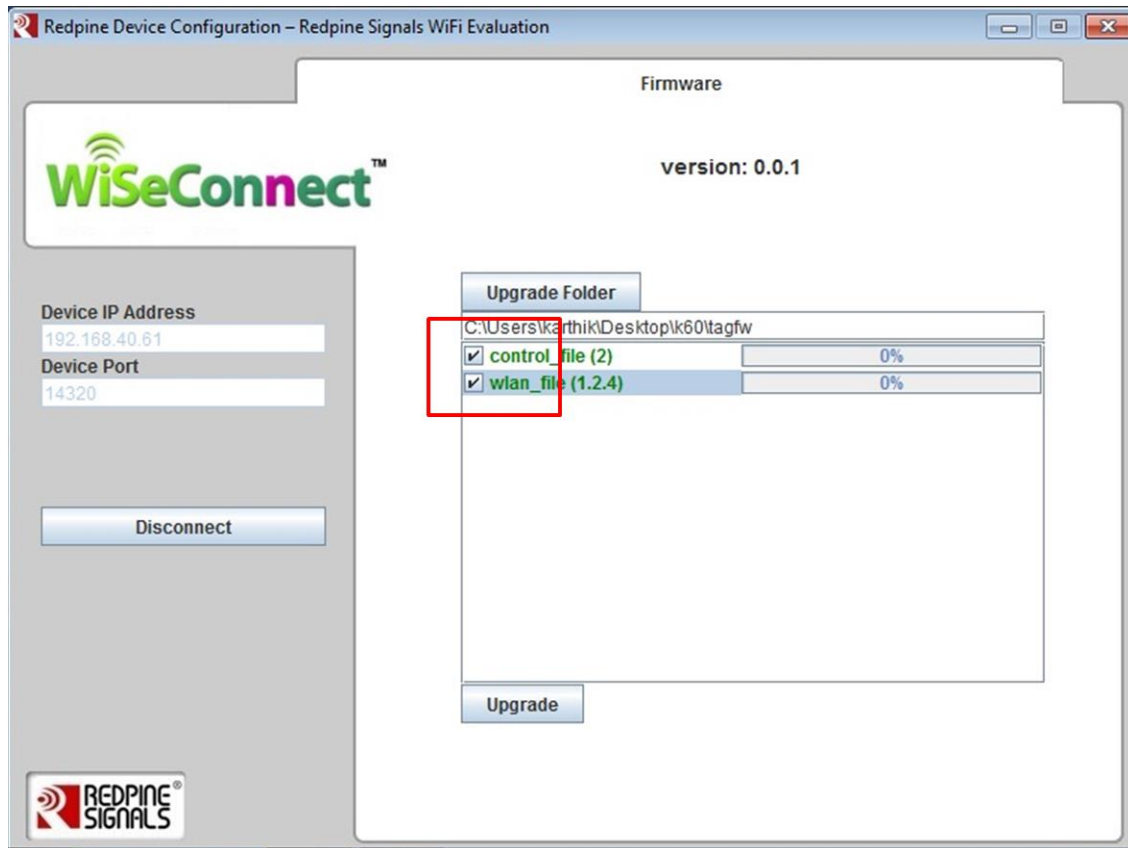 Redpine Device Configuration – Redpine Signals WiFi Evaluation
Firmware
WiSeConnect™
version: 0.0.1
Upgrade Folder
Device IP Address
C:\Users\karthik\Desktop\k60\tagfw
192.168.40.61
control_file (2) 0%
Device Port
wlan_file (1.2.4) 0%
14320
Disconnect
Upgrade
REDPINE®
SIGNALS